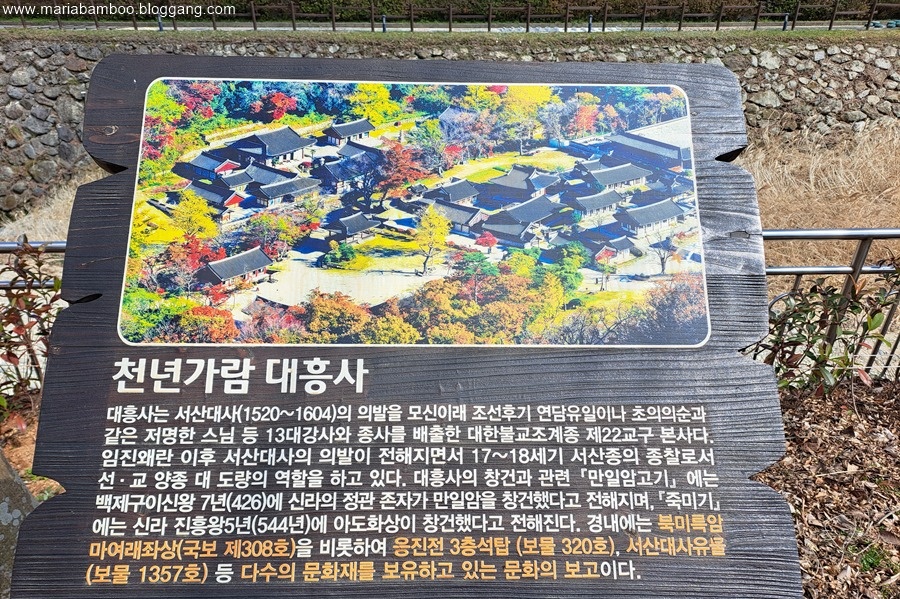 www.mariabamboo.bloggang.com
천년가람 대흥사
대흥사는 서산대사(1520~1604)의 의발을 모신이래 조선후기 연담유일이나 초의의순과
같은 저명한 스님 등 13대강사와 종사를 배출한 대한불교조계종 제22교구 본사다.
임진왜란 이후 서산대사의 의발이 전해지면서 17~18세기 서산종의 종찰로서
선·교 양종 대 도량의 역할을 하고 있다. 대흥사의 창건과 관련 「만일암고기」에는
백제구이신왕 7년(426)에 신라의 정관 존자가 만일암을 창건했다고 전해지며, 「죽미기」
에는 신라 진흥왕5년(544년)에 아도화상이 창건했다고 전해진다. 경내에는 북미륵암
마여래좌상(국보 제308호)을 비롯하여 응진전 3층석탑 (보물 320호), 서산대사유물
(보물 1357호) 등 다수의 문화재를 보유하고 있는 문화의 보고이다.